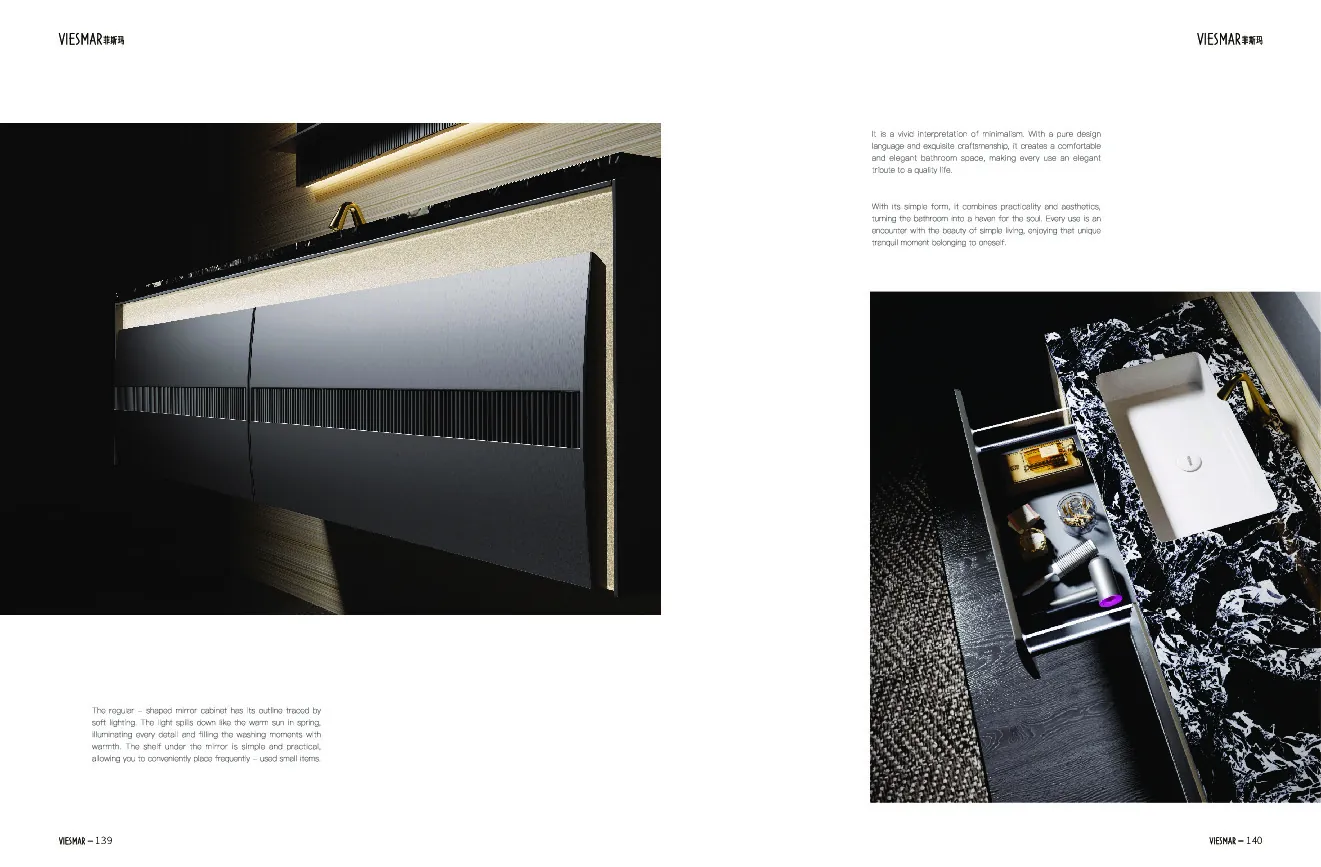 VIESMAR菲斯玛
VIESMAR菲斯玛
It is a vivid interpretation of minimalism. With a pure design
language and exquisite craftsmanship, it creates a comfortable
and elegant bathroom space, making every use an elegant
tribute to a quality life.
With its simple form, it combines practicality and aesthetics,
turning the bathroom into a haven for the soul. Every use is an
encounter with the beauty of simple living, enjoying that unique
tranquil moment belonging to oneself.
The regular – shaped mirror cabinet has its outline traced by
soft lighting. The light spills down like the warm sun in spring,
illuminating every detail and filling the washing moments with
warmth. The shelf under the mirror is simple and practical,
allowing you to conveniently place frequently – used small items.
VIESMAR – 139
VIESMAR – 140